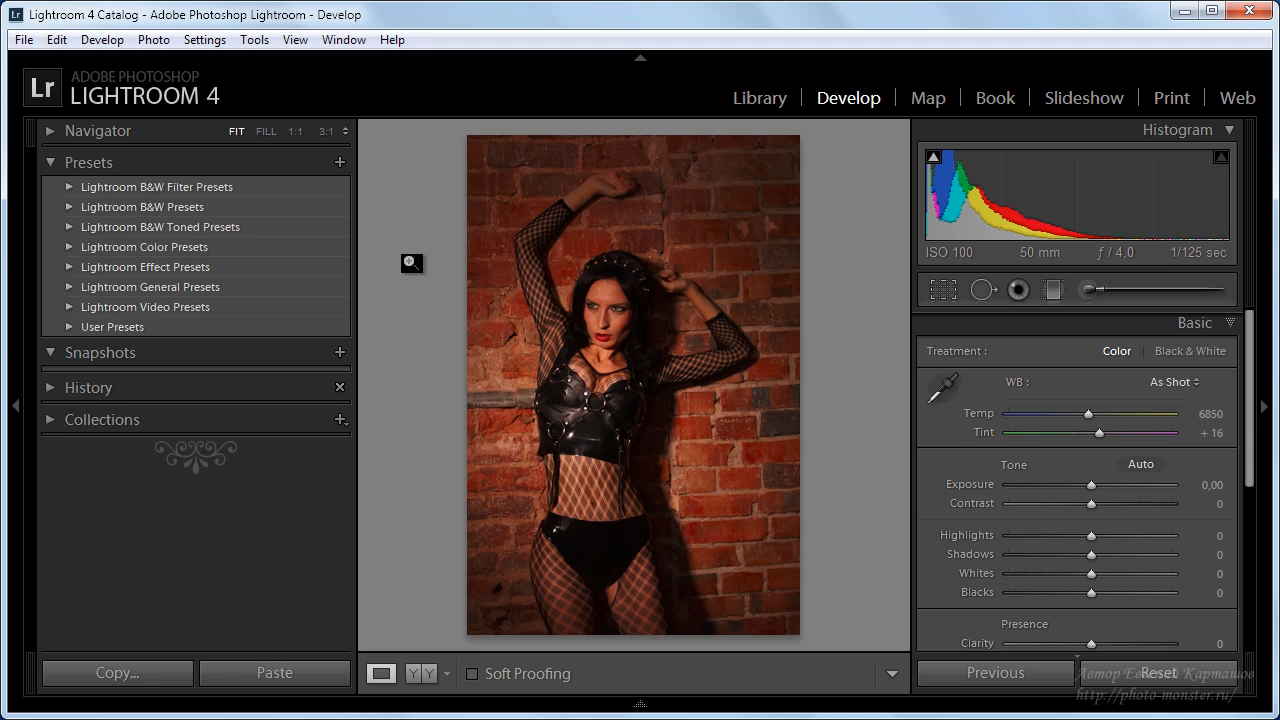 Lightroom 4 Catalog - Adobe Photoshop Lightroom - Develop
File Edit Develop Photo Settings Tools View Window Help
Lr
ADOBE PHOTOSHOP
LIGHTROOM 4
Library | Develop | Map | Book | Slideshow | Print | Web
Navigator FIT FILL 1:1 3:1
Presets
Lightroom B&W Filter Presets
Lightroom B&W Presets
Lightroom B&W Toned Presets
Lightroom Color Presets
Lightroom Effect Presets
Lightroom General Presets
Lightroom Video Presets
User Presets
Snapshots
History
Collections
Copy... Paste
Soft Proofing
Histogram
ISO 100 50 mm ƒ / 4,0 1/125 sec
Basic
Treatment : Color | Black & White
WB : As Shot
Temp 6850
Tint + 16
Tone Auto
Exposure 0,00
Contrast 0
Highlights 0
Shadows 0
Whites 0
Blacks 0
Presence
Clarity 0
Previous Reset
Автор Евгений Карташов
http://photo-monster.ru/